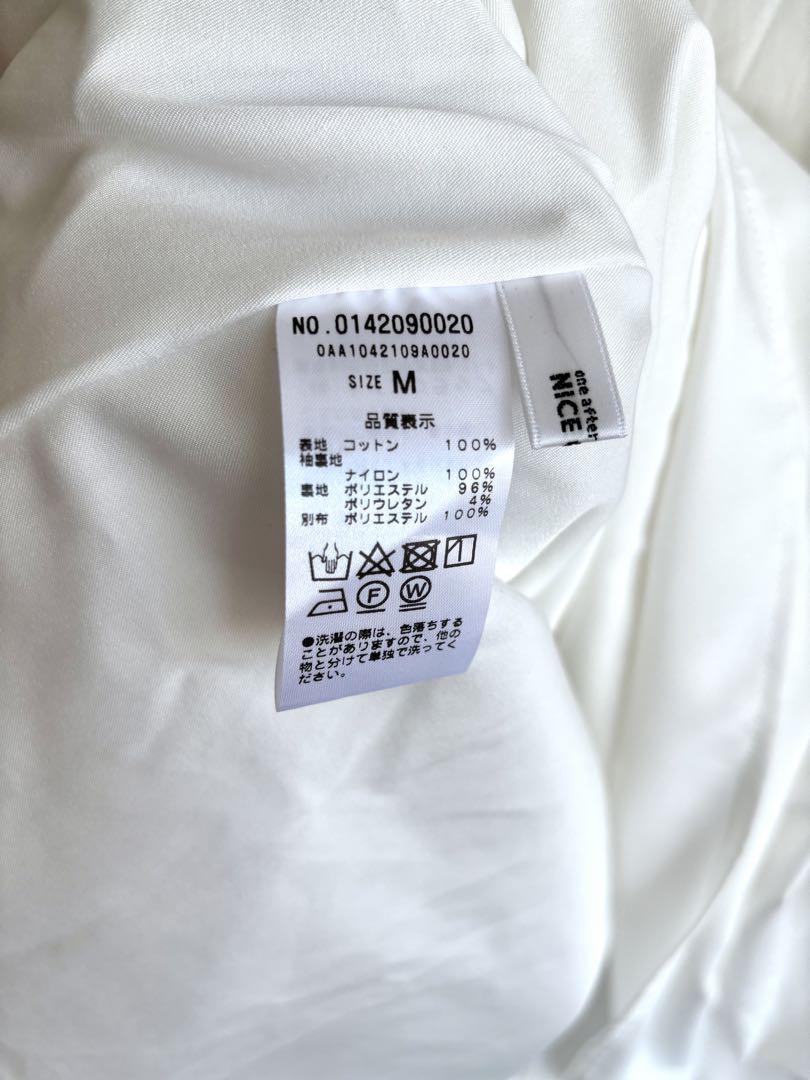 NO.0142090020
0AA1042109A0020
SIZE M
品質表示
表地 コットン 100%
袖裏地
ナイロン 100%
裏地 ポリエステル 96%
ポリウレタン 4%
別布 ポリエステル 100%
F W
●洗濯の際は、色落ちする
ことがありますので、他の
物と分けて単独で洗ってく
ださい。
one after
NICE